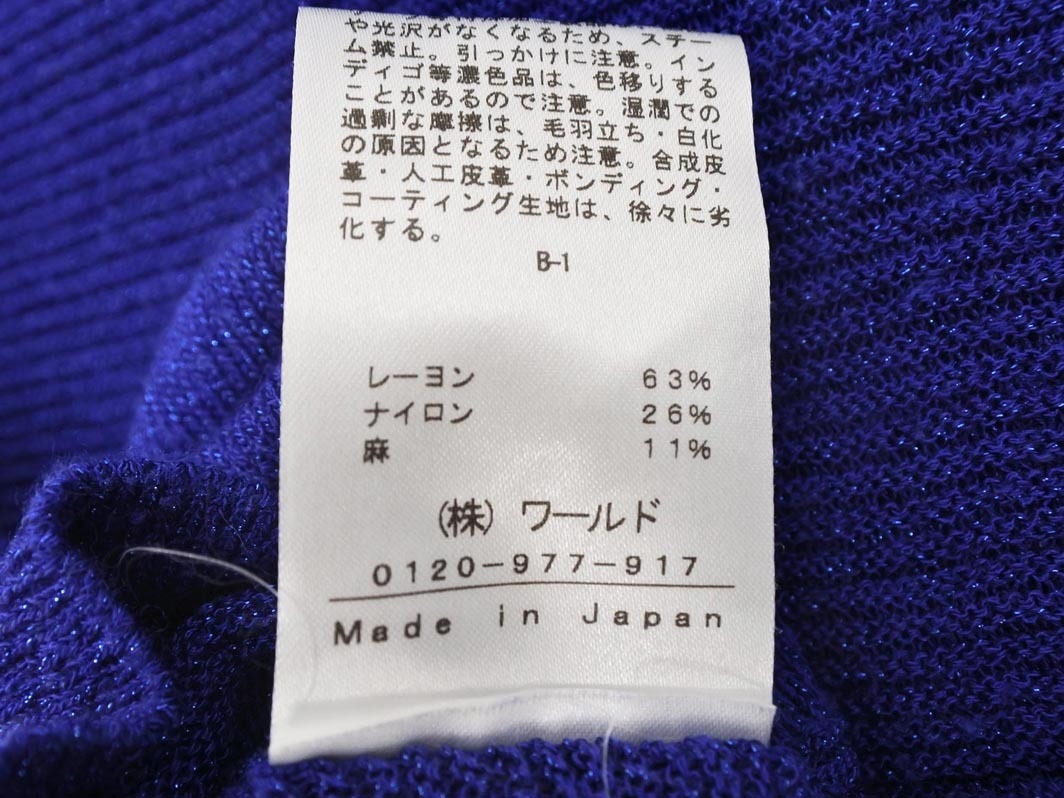 や光沢がなくなるため、スチー
ム禁止。引っかけに注意。イン
ディゴ等濃色品は、色移りする
ことがあるので注意。湿潤での
過剰な摩擦は、毛羽立ち・白化
の原因となるため注意。合成皮
革・人工皮革・ボンディング・
コーティング生地は、徐々に劣
化する。
B-1
レーヨン 63%
ナイロン 26%
麻 11%
(株) ワールド
0120-977-917
Made in Japan